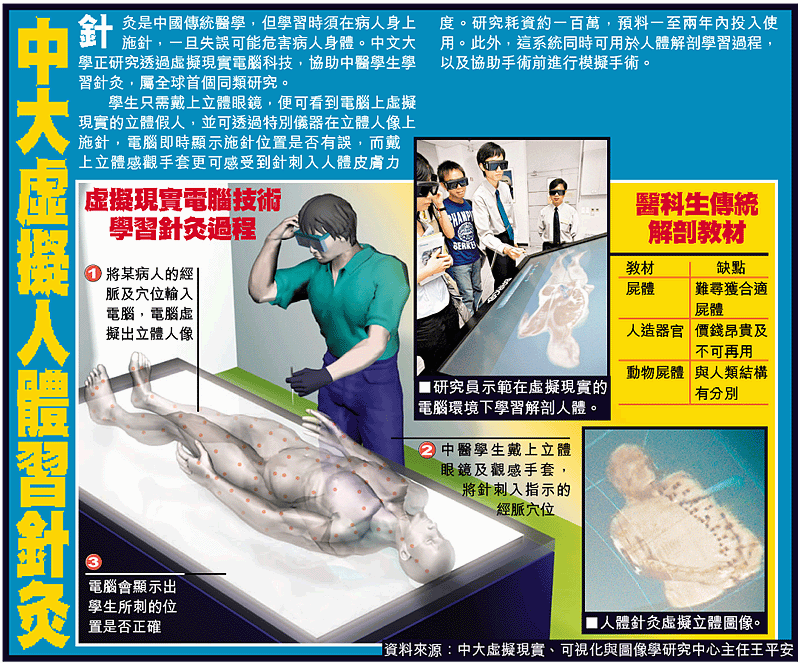 中大虛擬人體習針灸
針灸是中國傳統醫學，但學習時須在病人身上
施針，一旦失誤可能危害病人身體。中文大
學正研究透過虛擬現實電腦科技，協助中醫學生學
習針灸，屬全球首個同類研究。
學生只需戴上立體眼鏡，便可看到電腦上虛擬
現實的立體假人，並可透過特別儀器在立體人像上
施針，電腦即時顯示施針位置是否有誤，而戴
上立體感觀手套更可感受到針刺入人體皮膚力
度。研究耗資約一百萬，預料一至兩年內投入使
用。此外，這系統同時可用於人體解剖學習過程，
以及協助手術前進行模擬手術。
虛擬現實電腦技術
學習針灸過程
1 將某病人的經
脈及穴位輸入
電腦，電腦虛
擬出立體人像
2 中醫學生戴上立體
眼鏡及觀感手套，
將針刺入指示的
經脈穴位
3
電腦會顯示出
學生所刺的位
置是否正確
CHAMPION
BERKELEY
■研究員示範在虛擬現實的
電腦環境下學習解剖人體。
醫科生傳統
解剖教材
教材 缺點
屍體 難尋獲合適
屍體
人造器官 價錢昂貴及
不可再用
動物屍體 與人類結構
有分別
■人體針灸虛擬立體圖像。
資料來源：中大虛擬現實、可視化與圖像學研究中心主任王平安